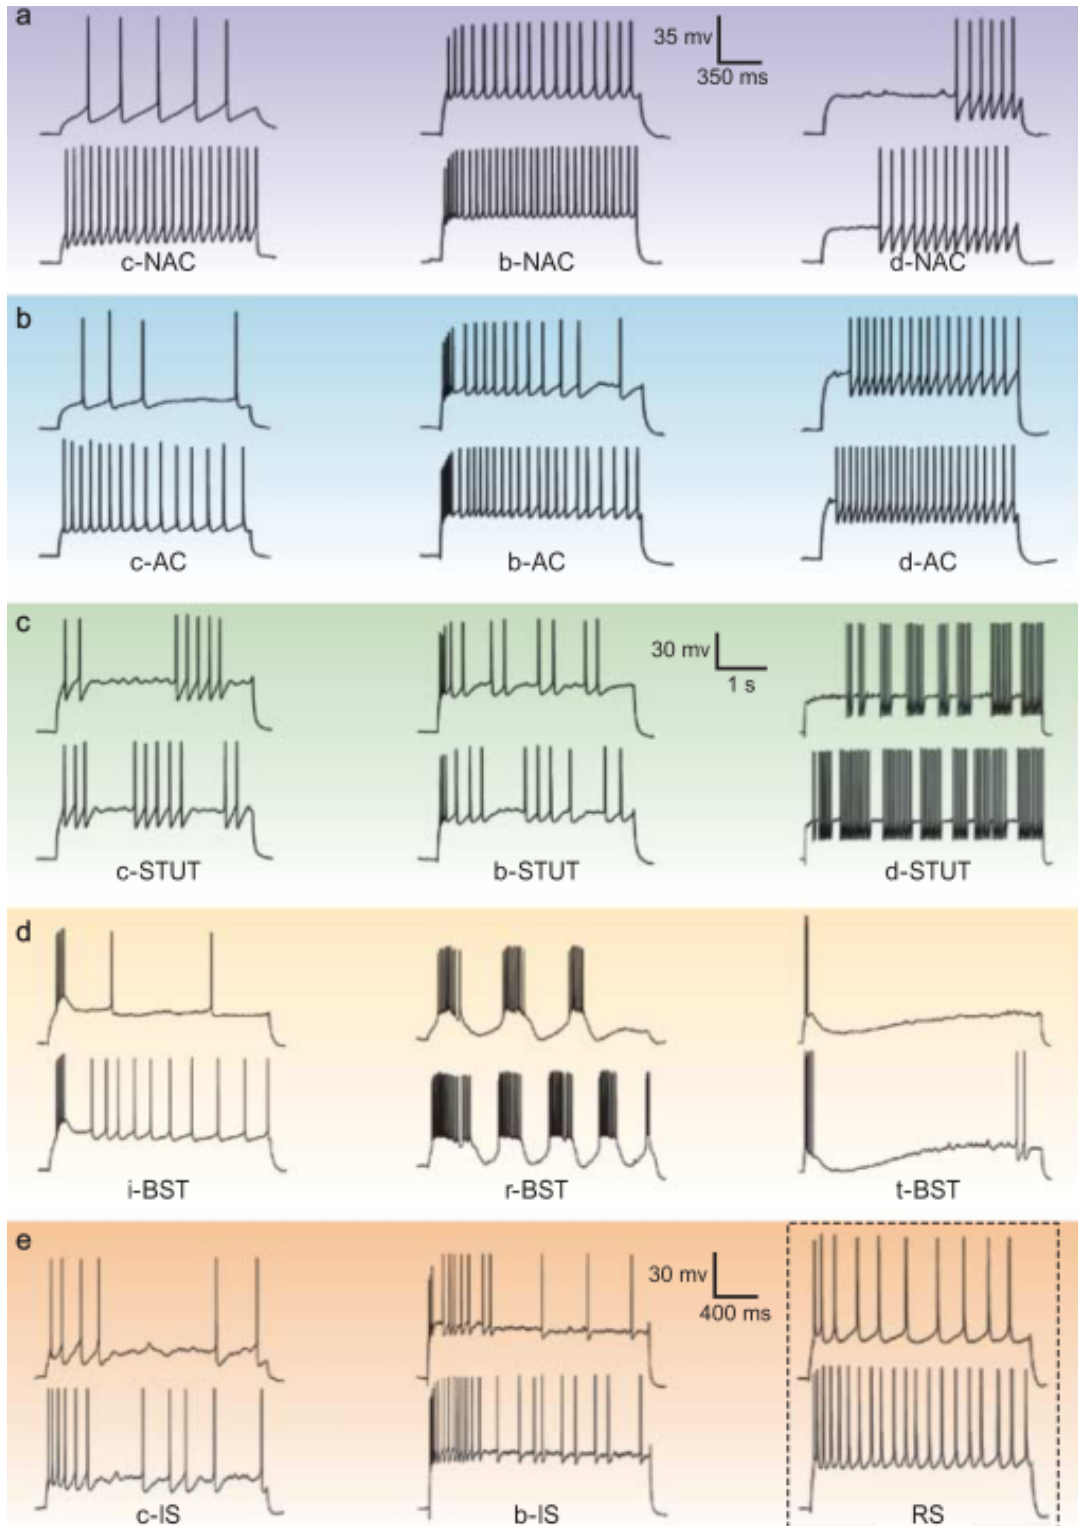 a
35 mv
350 ms
c-NAC
b-NAC
d-NAC
b
c-AC
b-AC
d-AC
c
30 mv
1 s
c-STUT
b-STUT
d-STUT
d
i-BST
r-BST
t-BST
e
30 mv
400 ms
c-IS
b-IS
RS